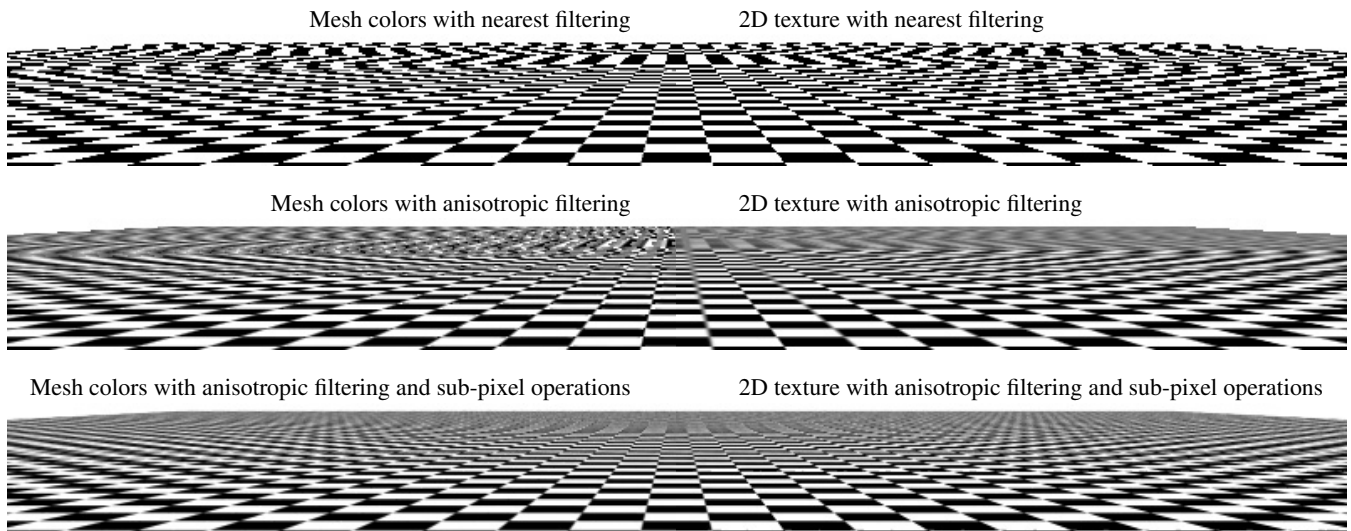 Mesh colors with nearest filtering
2D texture with nearest filtering
Mesh colors with anisotropic filtering
2D texture with anisotropic filtering
Mesh colors with anisotropic filtering and sub-pixel operations
2D texture with anisotropic filtering and sub-pixel operations